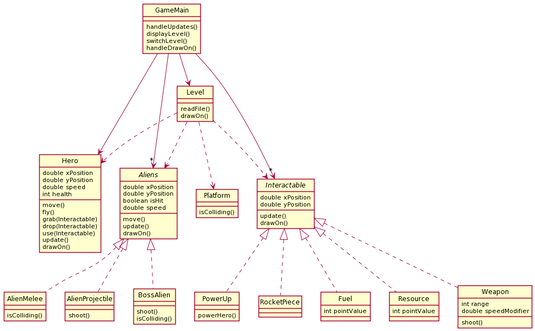 GameMain
handleUpdates()
displayLevel()
switchLevel()
handleDrawOn()
Level
readFile()
drawOn()
Hero
double xPosition
double yPosition
double speed
int health
move()
fly()
grab(Interactable)
drop(Interactable)
use(Interactable)
update()
drawOn()
*
Aliens
double xPosition
double yPosition
boolean isHit
double speed
move()
update()
drawOn()
Platform
isColliding()
*
Interactable
double xPosition
double yPosition
update()
drawOn()
AlienMelee
isColliding()
AlienProjectile
shoot()
BossAlien
shoot()
isColliding()
PowerUp
powerHero()
RocketPiece
Fuel
int pointValue
Resource
int pointValue
Weapon
int range
double speedModifier
shoot()